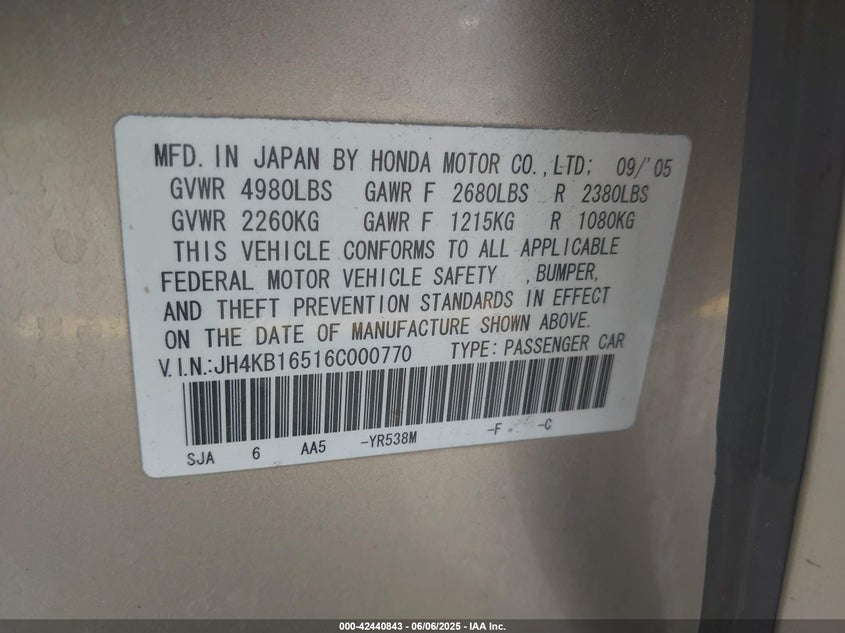 MFD. IN JAPAN BY HONDA MOTOR CO.,LTD; 09/'05
GVWR 4980LBS GAWR F 2680LBS R 2380LBS
GVWR 2260KG GAWR F 1215KG R 1080KG
THIS VEHICLE CONFORMS TO ALL APPLICABLE
FEDERAL MOTOR VEHICLE SAFETY ,BUMPER,
AND THEFT PREVENTION STANDARDS IN EFFECT
ON THE DATE OF MANUFACTURE SHOWN ABOVE.
V.I.N.:JH4KB16516C000770 TYPE: PASSENGER CAR
SJA 6 AA5 -YR538M -F -C
000-42440843 / 06/06/2025 - IAA Inc.